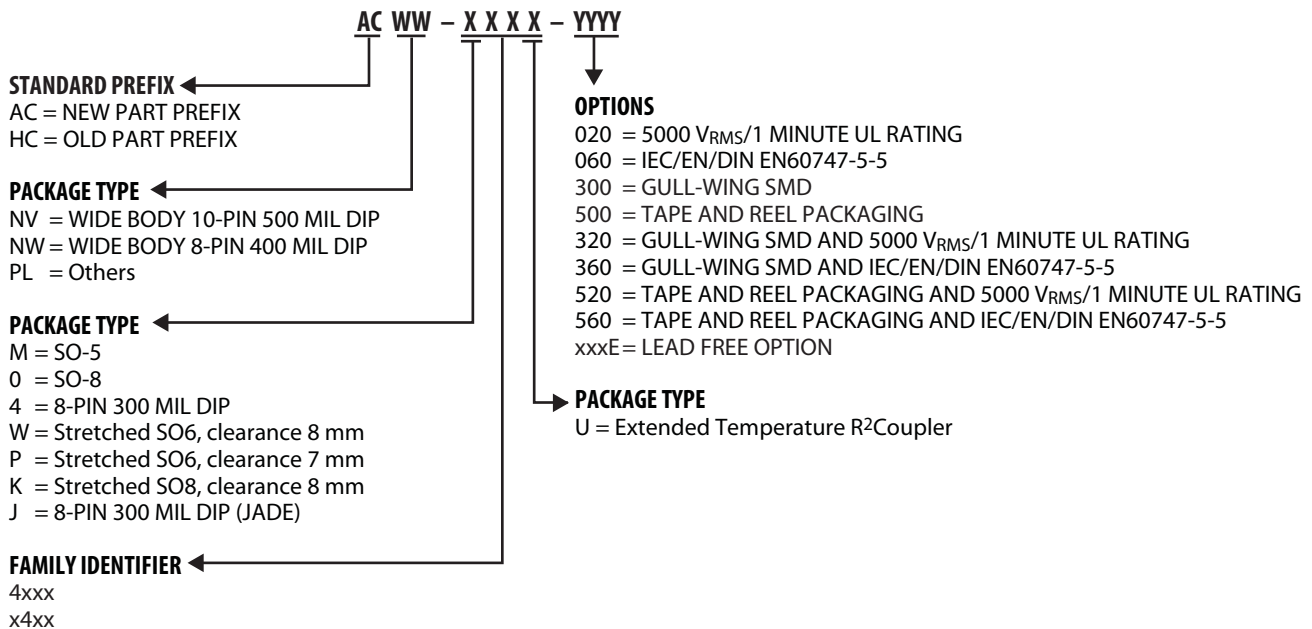 AC WW – X X X X – YYYY
STANDARD PREFIX
AC = NEW PART PREFIX
HC = OLD PART PREFIX
PACKAGE TYPE
NV = WIDE BODY 10-PIN 500 MIL DIP
NW = WIDE BODY 8-PIN 400 MIL DIP
PL = Others
PACKAGE TYPE
M = SO-5
0 = SO-8
4 = 8-PIN 300 MIL DIP
W = Stretched SO6, clearance 8 mm
P = Stretched SO6, clearance 7 mm
K = Stretched SO8, clearance 8 mm
J = 8-PIN 300 MIL DIP (JADE)
FAMILY IDENTIFIER
4xxx
x4xx
OPTIONS
020 = 5000 VRMS/1 MINUTE UL RATING
060 = IEC/EN/DIN EN60747-5-5
300 = GULL-WING SMD
500 = TAPE AND REEL PACKAGING
320 = GULL-WING SMD AND 5000 VRMS/1 MINUTE UL RATING
360 = GULL-WING SMD AND IEC/EN/DIN EN60747-5-5
520 = TAPE AND REEL PACKAGING AND 5000 VRMS/1 MINUTE UL RATING
560 = TAPE AND REEL PACKAGING AND IEC/EN/DIN EN60747-5-5
xxxE = LEAD FREE OPTION
PACKAGE TYPE
U = Extended Temperature R²Coupler